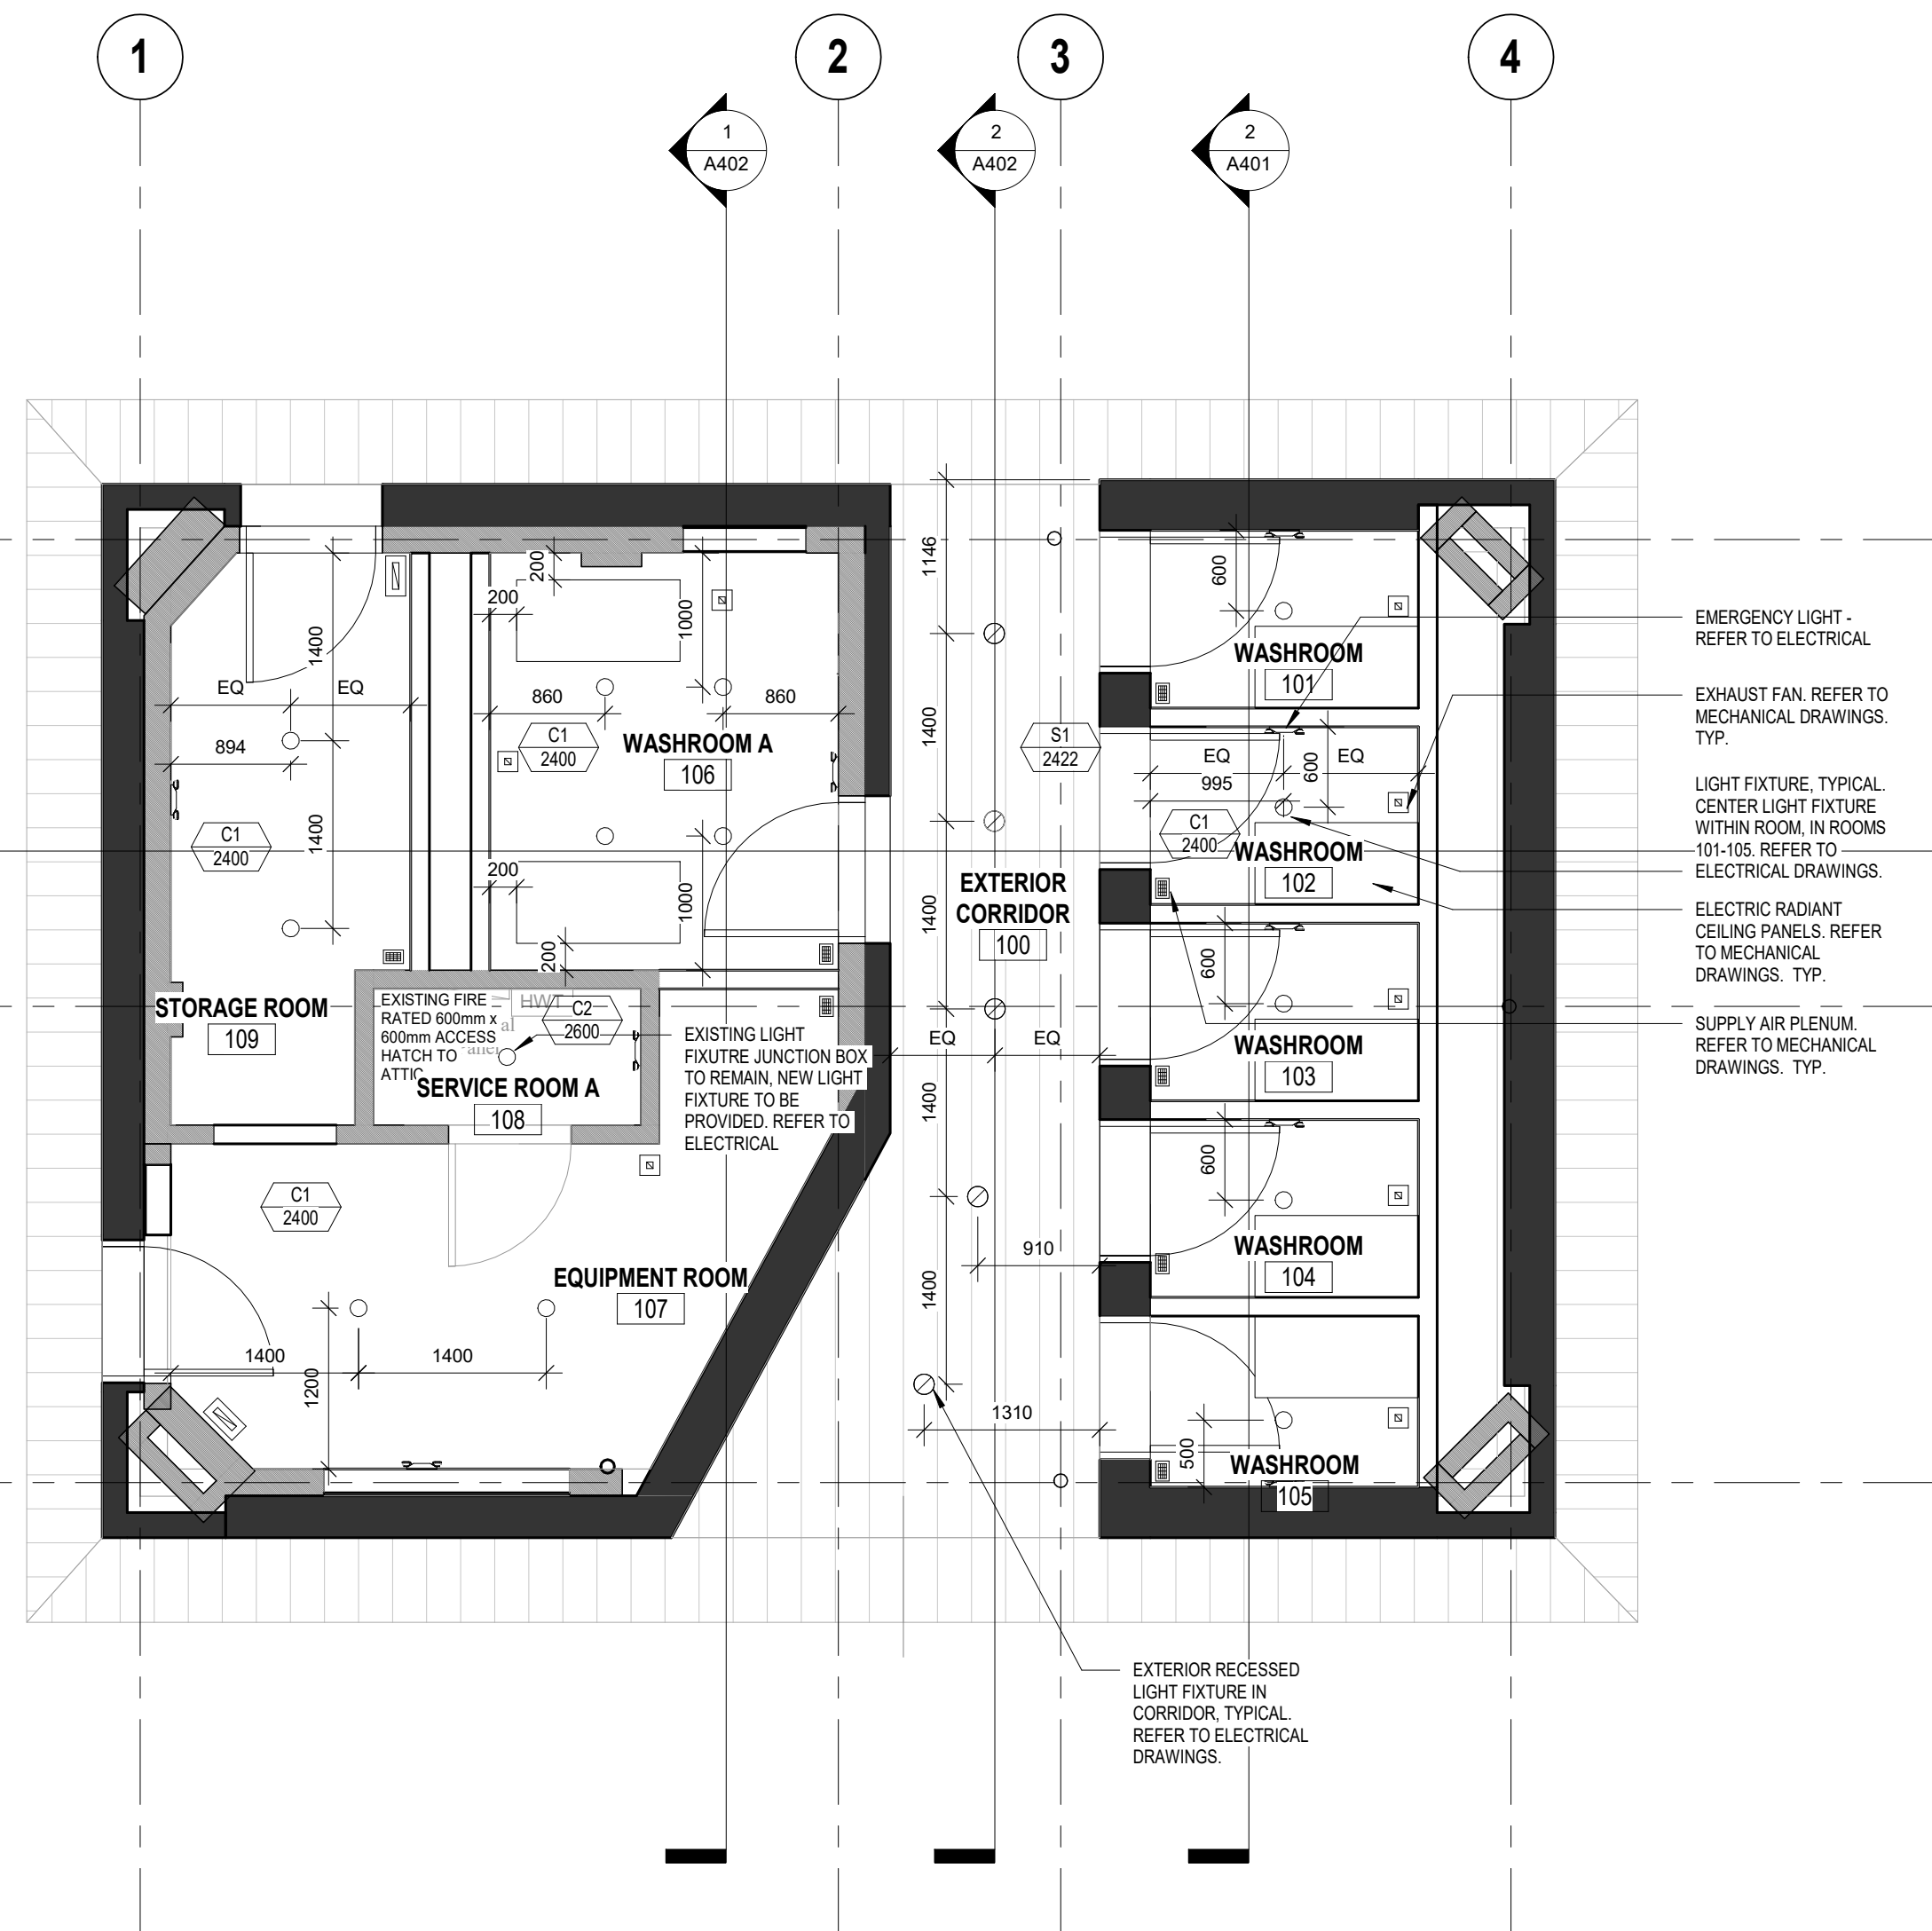 1
2
3
4
1
A402
2
A402
2
A401
200
200
1000
1400
EQ
EQ
894
1400
860
860
C1
2400
WASHROOM A
106
C1
2400
200
1000
200
1146
1400
1400
1400
1400
S1
2422
EXTERIOR
CORRIDOR
100
EQ
EQ
910
1310
600
WASHROOM
101
EQ
EQ
600
995
C1
2400
WASHROOM
102
600
WASHROOM
103
600
WASHROOM
104
500
WASHROOM
105
STORAGE ROOM
109
EXISTING FIRE
RATED 600mm x
600mm ACCESS
HATCH TO
ATTIC
HWT
al
anel
C2
2600
SERVICE ROOM A
108
EXISTING LIGHT
FIXUTRE JUNCTION BOX
TO REMAIN, NEW LIGHT
FIXTURE TO BE
PROVIDED. REFER TO
ELECTRICAL
C1
2400
EQUIPMENT ROOM
107
1400
1400
1200
EMERGENCY LIGHT -
REFER TO ELECTRICAL
EXHAUST FAN. REFER TO
MECHANICAL DRAWINGS.
TYP.
LIGHT FIXTURE, TYPICAL.
CENTER LIGHT FIXTURE
WITHIN ROOM, IN ROOMS
101-105. REFER TO
ELECTRICAL DRAWINGS.
ELECTRIC RADIANT
CEILING PANELS. REFER
TO MECHANICAL
DRAWINGS. TYP.
SUPPLY AIR PLENUM.
REFER TO MECHANICAL
DRAWINGS. TYP.
EXTERIOR RECESSED
LIGHT FIXTURE IN
CORRIDOR, TYPICAL.
REFER TO ELECTRICAL
DRAWINGS.